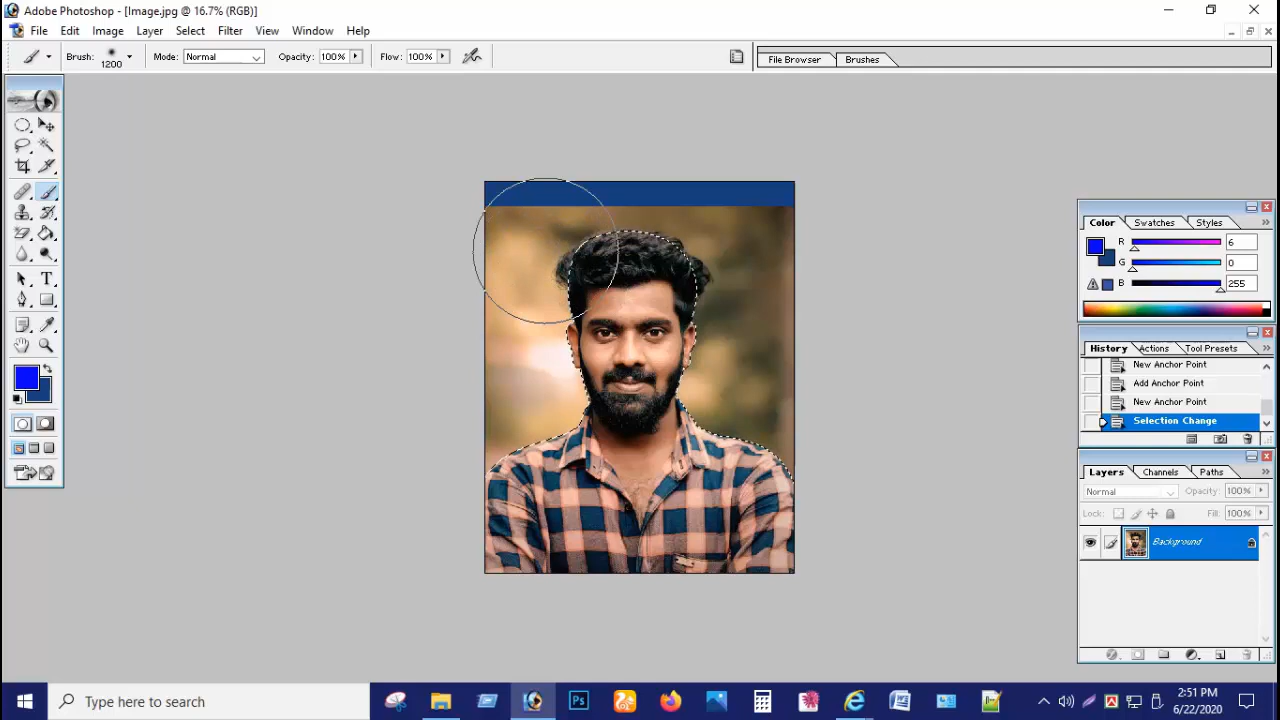 Adobe Photoshop - [Image.jpg @ 16.7% (RGB)]
File Edit Image Layer Select Filter View Window Help
Brush: 1200 Mode: Normal Opacity: 100% Flow: 100% File Browser Brushes
Color Swatches Styles
R 6
G 0
B 255
History Actions Tool Presets
New Anchor Point
Add Anchor Point
New Anchor Point
Selection Change
Layers Channels Paths
Normal Opacity: 100%
Lock: Fill: 100%
Background
T
Type here to search
Ps
2:51 PM
6/22/2020